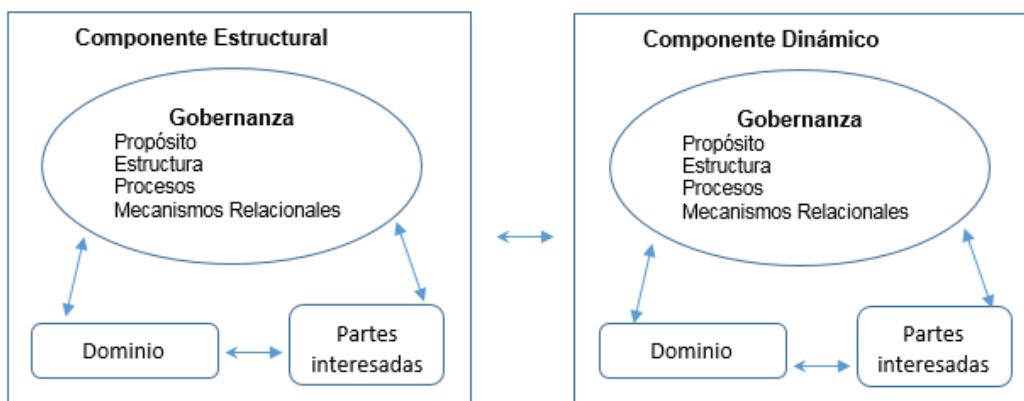 Componente Estructural
Gobernanza
Propósito
Estructura
Procesos
Mecanismos Relacionales
Dominio
Partes
interesadas
Componente Dinámico
Gobernanza
Propósito
Estructura
Procesos
Mecanismos Relacionales
Dominio
Partes
interesadas